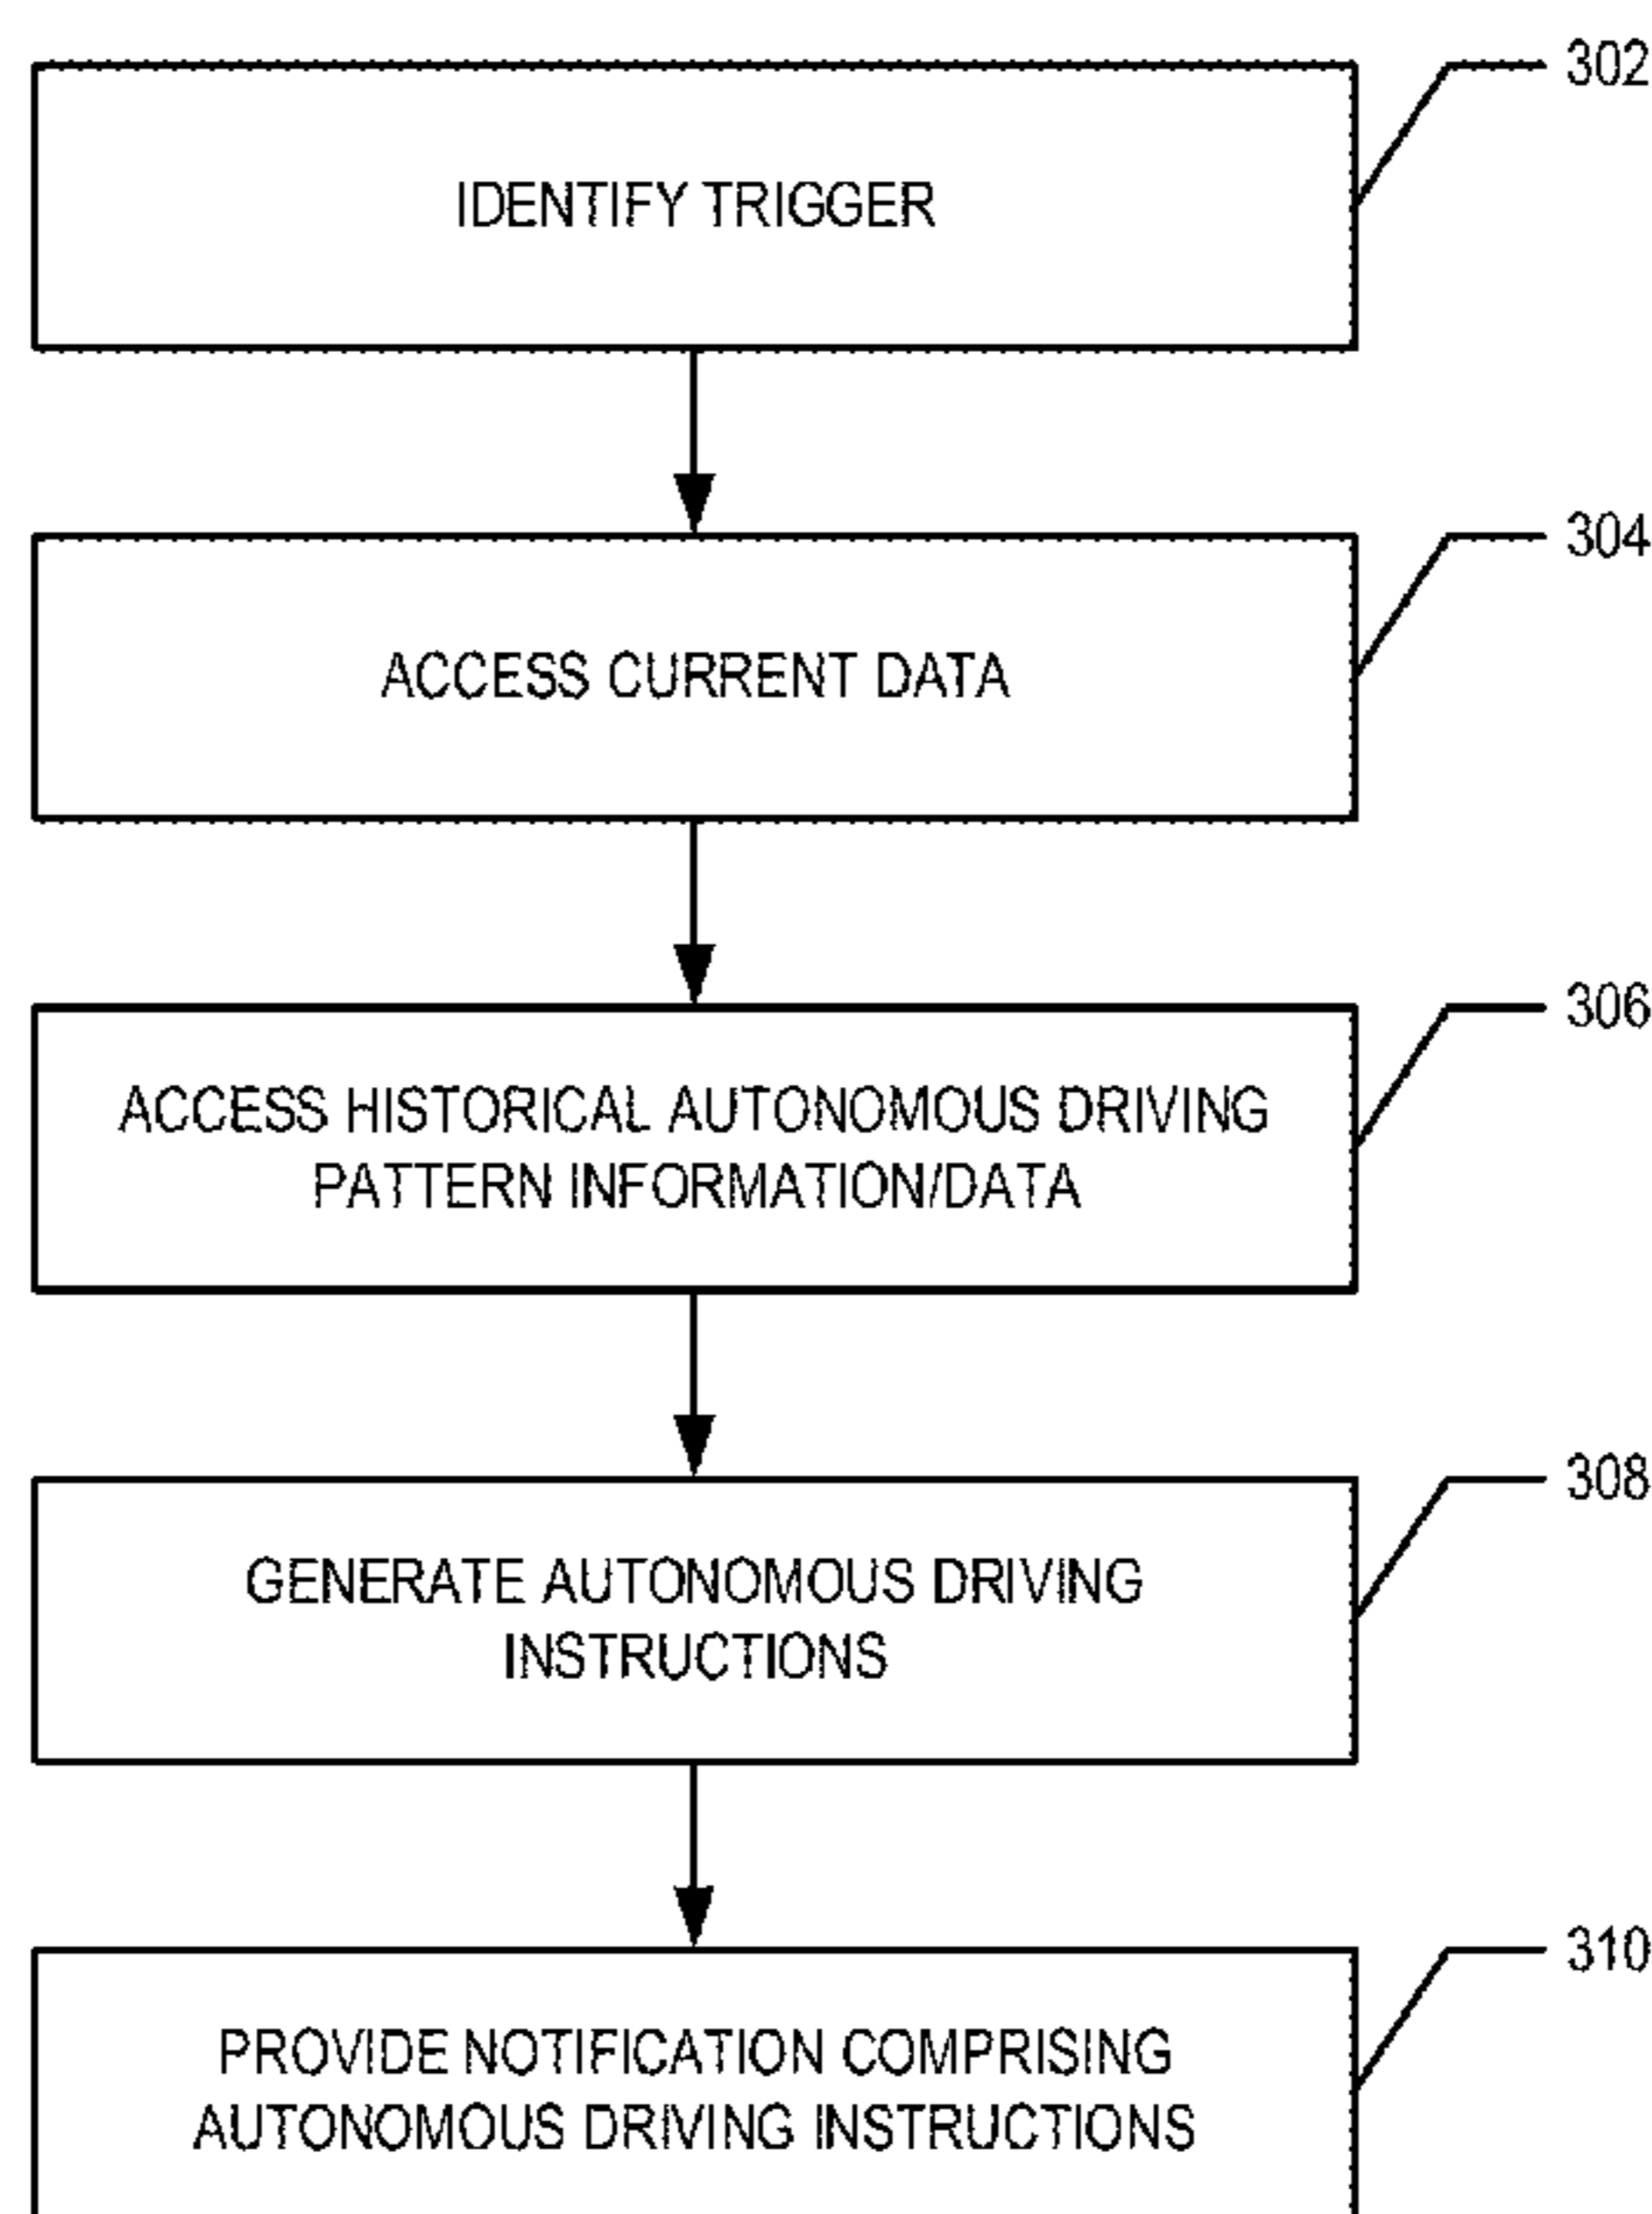 302
IDENTIFY TRIGGER
304
ACCESS CURRENT DATA
306
ACCESS HISTORICAL AUTONOMOUS DRIVING
PATTERN INFORMATION/DATA
308
GENERATE AUTONOMOUS DRIVING
INSTRUCTIONS
310
PROVIDE NOTIFICATION COMPRISING
AUTONOMOUS DRIVING INSTRUCTIONS